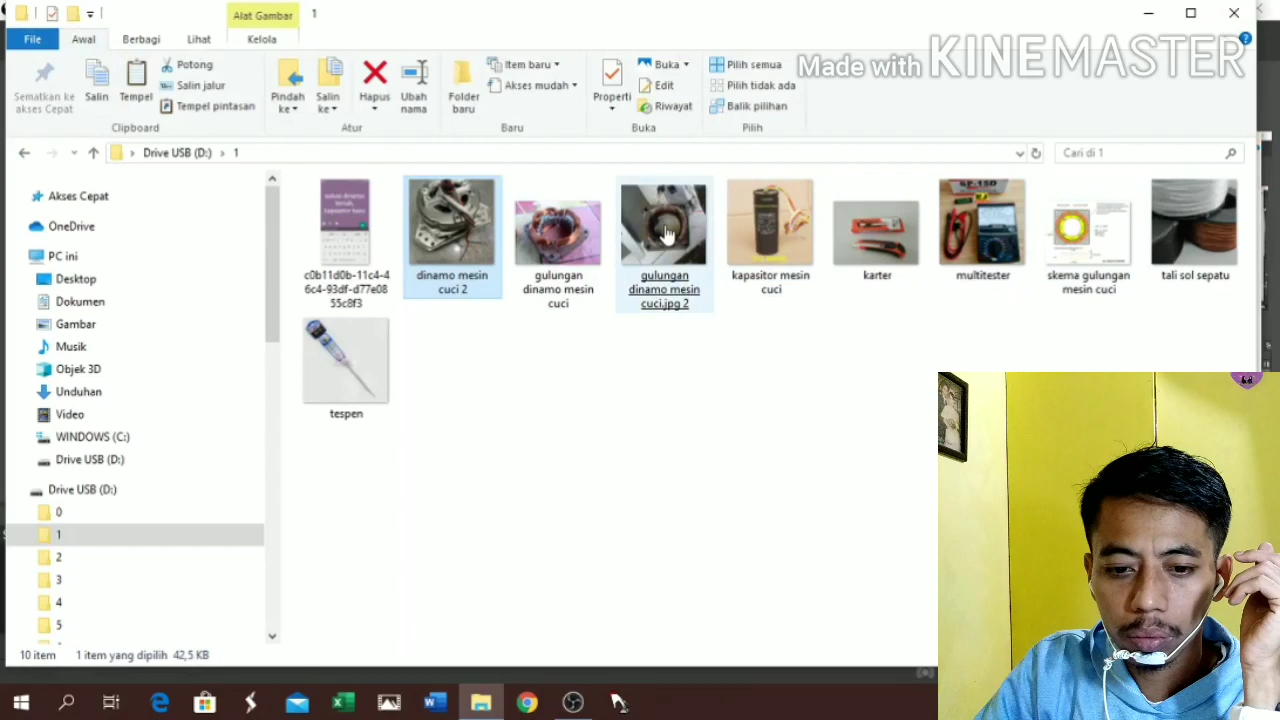 Alat Gambar
1
File
Awal
Berbagi
Lihat
Kelola
Made with KINEMASTER
Sematkan ke
akses Cepat
Salin
Tempel
Potong
Salin jalur
Tempel pintasan
Clipboard
Pindah
ke
Salin
ke
Hapus
Ubah
nama
Atur
Folder
baru
Item baru
Akses mudah
Baru
Properti
Buka
Edit
Riwayat
Buka
Pilih semua
Pilih tidak ada
Balik pilihan
Pilih
Drive USB (D:) › 1
Cari di 1
Akses Cepat
OneDrive
PC ini
Desktop
Dokumen
Gambar
Musik
Objek 3D
Unduhan
Video
WINDOWS (C:)
Drive USB (D:)
Drive USB (D:)
0
1
2
3
4
5
c0b11d0b-11c4-4
6c4-93df-d77e08
55c8f3
dinamo mesin
cuci 2
gulungan
dinamo mesin
cuci
gulungan
dinamo mesin
cuci.jpg 2
kapasitor mesin
cuci
karter
multitester
skema gulungan
mesin cuci
tali sol sepatu
tespen
10 item
1 item yang dipilih 42,5 KB